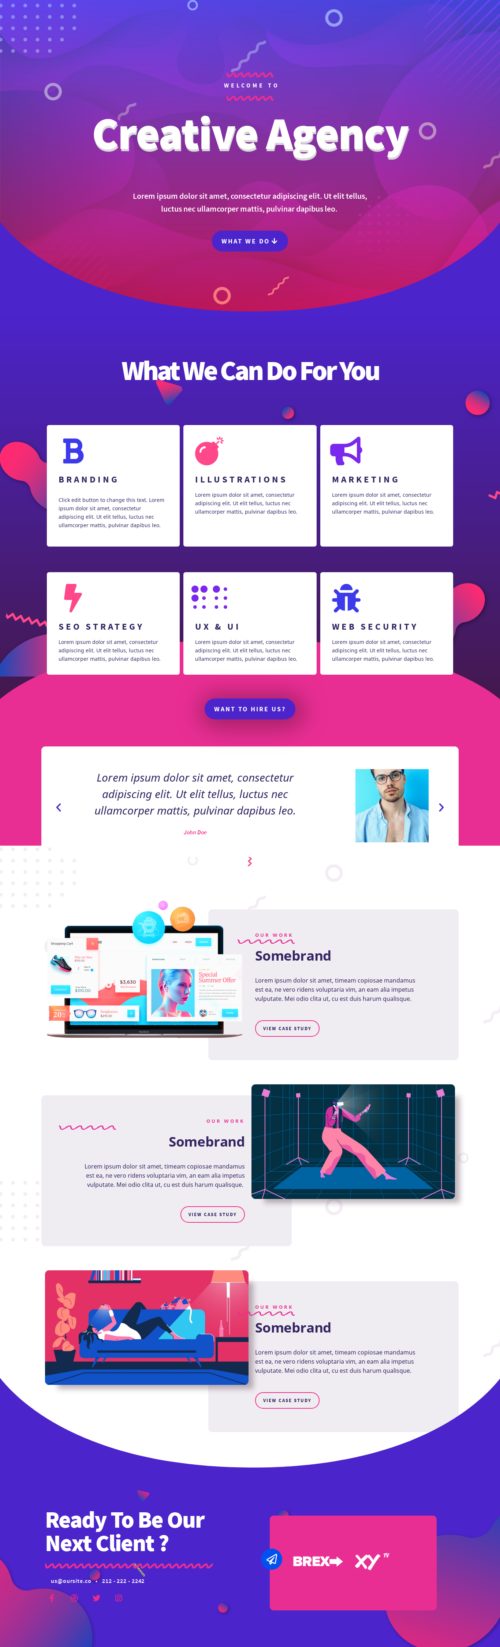 WELCOME TO
Creative Agency
Lorem ipsum dolor sit amet, consectetur adipiscing elit. Ut elit tellus,
luctus nec ullamcorper mattis, pulvinar dapibus leo.
WHAT WE DO
What We Can Do For You
BRANDING
Click edit button to change this text. Lorem
ipsum dolor sit amet, consectetur
adipiscing elit. Ut elit tellus, luctus nec
ullamcorper mattis, pulvinar dapibus leo.
ILLUSTRATIONS
Lorem ipsum dolor sit amet, consectetur
adipiscing elit. Ut elit tellus, luctus nec
ullamcorper mattis, pulvinar dapibus leo.
MARKETING
Lorem ipsum dolor sit amet, consectetur
adipiscing elit. Ut elit tellus, luctus nec
ullamcorper mattis, pulvinar dapibus leo.
SEO STRATEGY
Lorem ipsum dolor sit amet, consectetur
adipiscing elit. Ut elit tellus, luctus nec
ullamcorper mattis, pulvinar dapibus leo.
UX & UI
Lorem ipsum dolor sit amet, consectetur
adipiscing elit. Ut elit tellus, luctus nec
ullamcorper mattis, pulvinar dapibus leo.
WEB SECURITY
Lorem ipsum dolor sit amet, consectetur
adipiscing elit. Ut elit tellus, luctus nec
ullamcorper mattis, pulvinar dapibus leo.
WANT TO HIRE US?
Lorem ipsum dolor sit amet, consectetur
adipiscing elit. Ut elit tellus, luctus nec
ullamcorper mattis, pulvinar dapibus leo.
John Doe
Shopping Cart
$3,630
Special
Summer Offer
OUR WORK
Somebrand
Lorem ipsum dolor sit amet, timeam copiosae mandamus
est ea, ne vero ridens voluptaria vim, an eam tibique
voluptate. Mei odio clita ut, cu est duis harum congue.
VIEW CASE STUDY
OUR WORK
Somebrand
Lorem ipsum dolor sit amet, timeam copiosae mandamus
est ea, ne vero ridens voluptaria vim, an eam tibique
vulputate. Mei odio clita ut, cu est duis harum congue.
VIEW CASE STUDY
OUR WORK
Somebrand
Lorem ipsum dolor sit amet, timeam copiosae mandamus
est ea, ne vero ridens voluptaria vim, an eam tibique
vulputate. Mei odio clita ut, cu est duis harum congue.
VIEW CASE STUDY
Ready To Be Our
Next Client ?
us@oursite.co • 212 - 222 - 2242
BREX XY TV